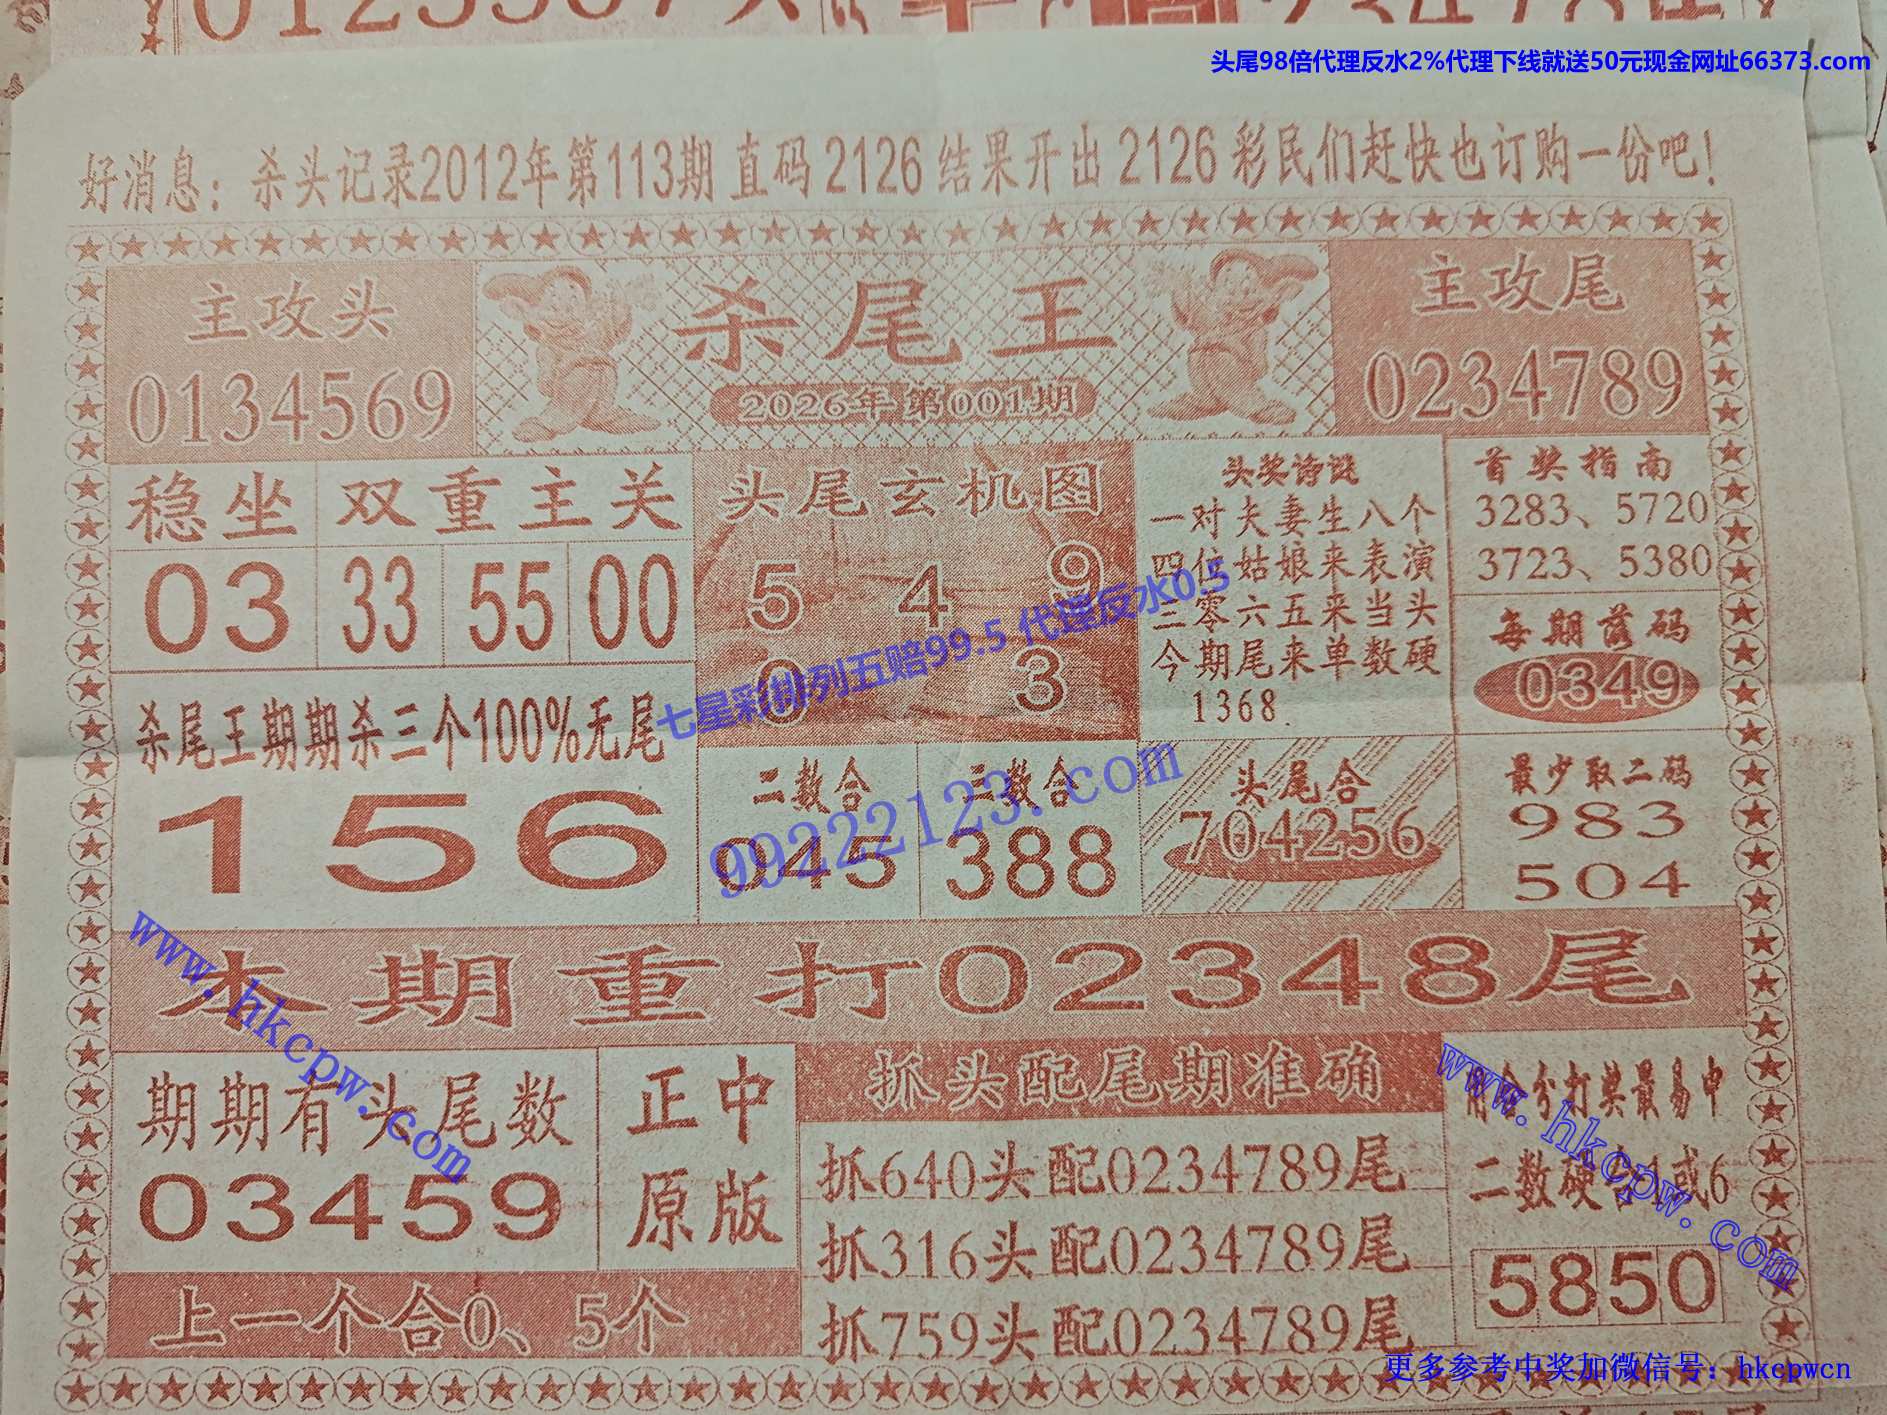 头尾98倍代理反水2%代理下线就送50元现金网址66373.com
好消息：杀头记录2012年第113期 直码 2126 结果开出 2126 彩民们赶快也订购一份吧！
主攻头
0134569
杀尾王
2026年第001期
主攻尾
0234789
稳坐
03
双重主关
33 55 00
头尾玄机图
5 4 9
0 3
头奖诗谜
一对夫妻生八个
四位姑娘来表演
三零六五来当头
今期尾来单数硬
1368.
首奖指南
3283、5720
3723、5380
每期落码
0349
杀尾王期期杀三个100%无尾
156
二数合
045
三数合
388
头尾合
704256
最少取二码
983
504
七星彩排列五赔99.5 代理反水0.5
99222123.com
本期重打02348尾
期期有头尾数
03459
正中
原版
上一个合0、5个
抓头配尾期准确
抓640头配0234789尾
抓316头配0234789尾
抓759头配0234789尾
分打奖最易中
二数硬 或6
5850
www.hkcpw.com
www.hkcpw.com
更多参考中奖加微信号：hkcpwcn